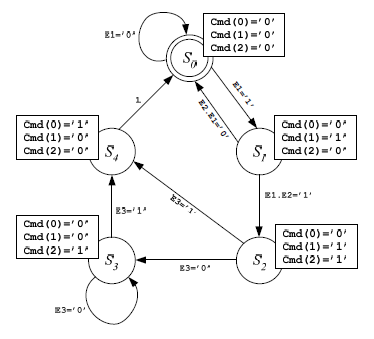 E1='0'
Cmd(0)='0'
Cmd(1)='0'
Cmd(2)='0'
S0
E1='1'
E2.E1='0'
1
Cmd(0)='1'
Cmd(1)='0'
Cmd(2)='0'
S4
Cmd(0)='0'
Cmd(1)='1'
Cmd(2)='0'
S1
E1.E2='1'
E3='1'
E3='1'
Cmd(0)='0'
Cmd(1)='0'
Cmd(2)='1'
S3
E3='0'
S2
Cmd(0)='0'
Cmd(1)='1'
Cmd(2)='1'
E3='0'